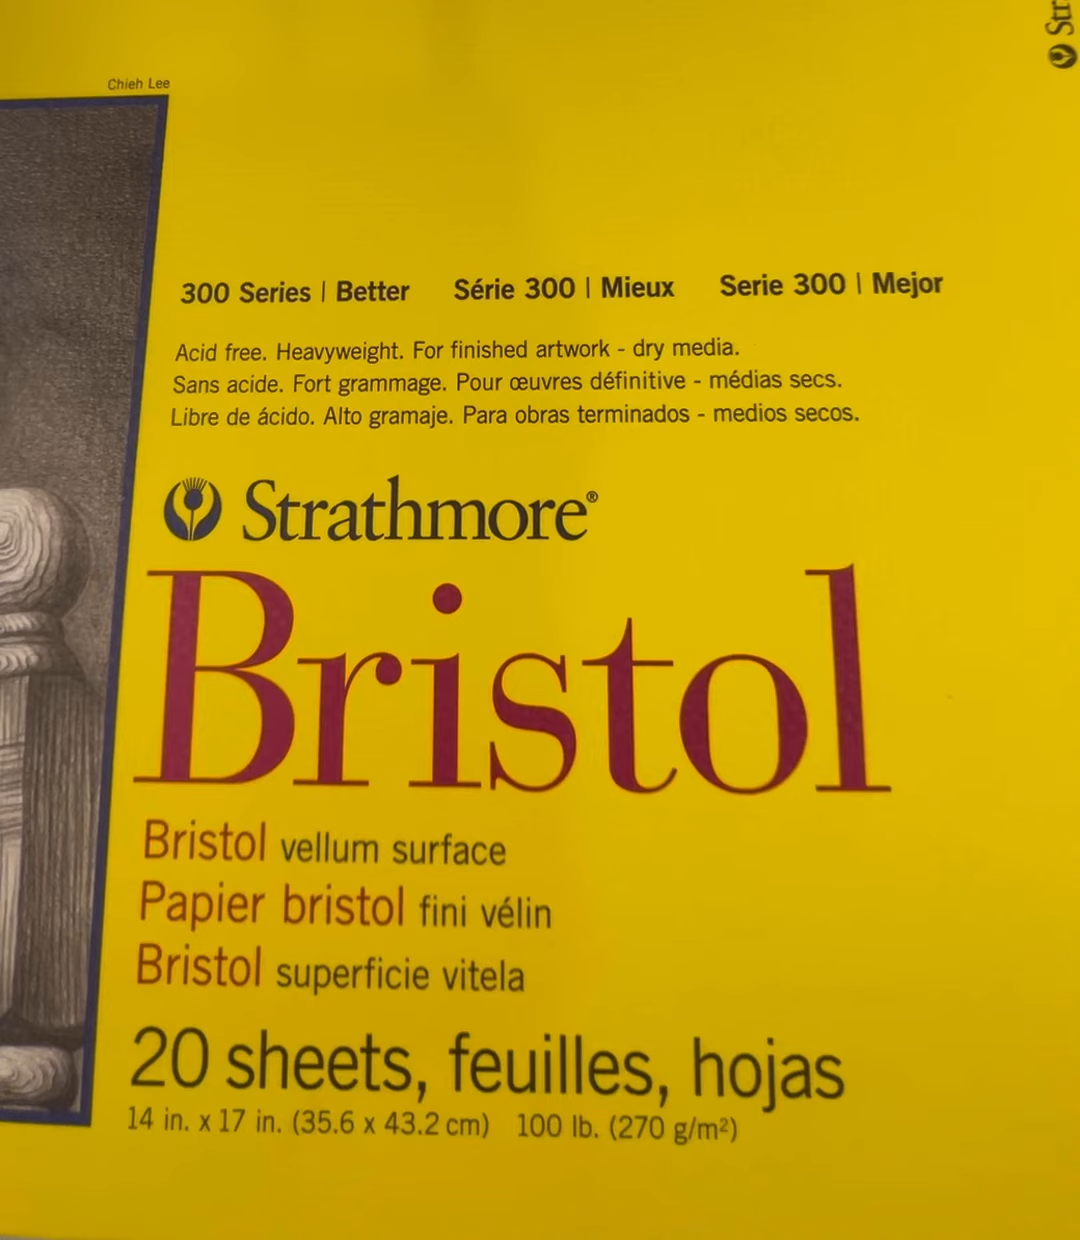 Str
Chieh Lee
300 Series | Better Série 300 | Mieux Serie 300 | Mejor
Acid free. Heavyweight. For finished artwork - dry media.
Sans acide. Fort grammage. Pour œuvres définitive - médias secs.
Libre de ácido. Alto gramaje. Para obras terminados - medios secos.
Strathmore®
Bristol
Bristol vellum surface
Papier bristol fini vélin
Bristol superficie vitela
20 sheets, feuilles, hojas
14 in. x 17 in. (35.6 x 43.2 cm) 100 lb. (270 g/m²)